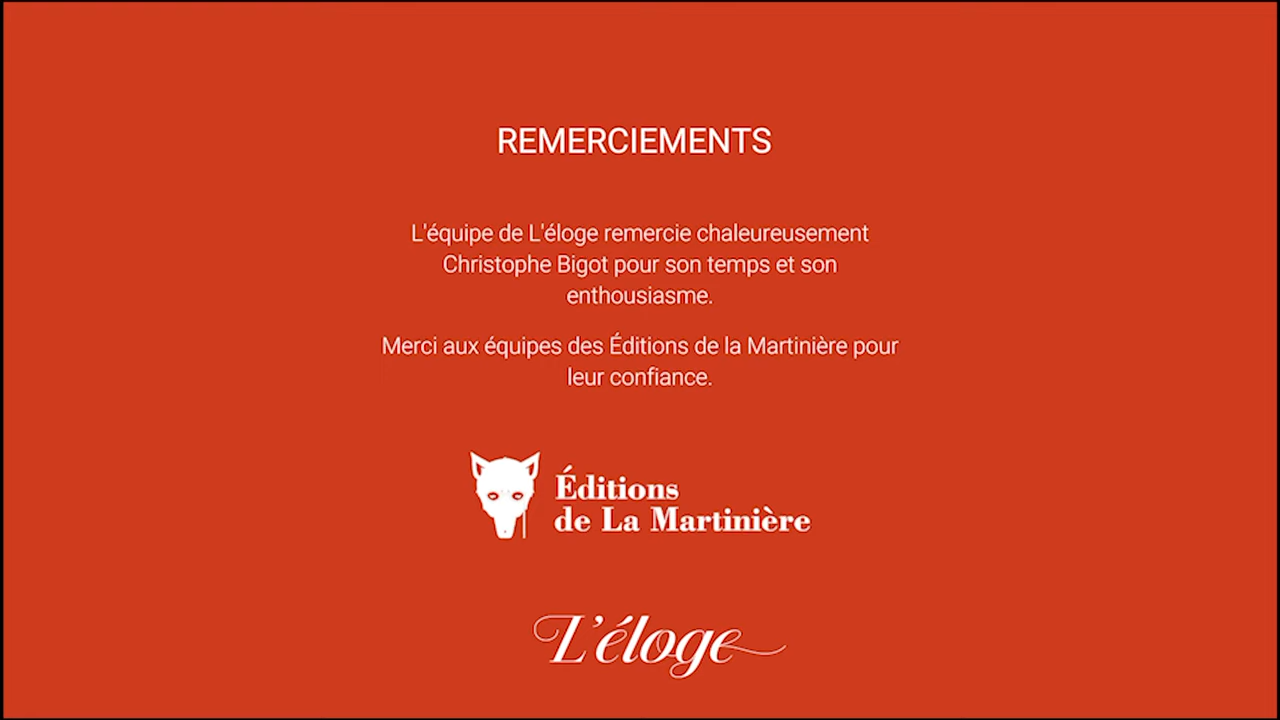 REMERCIEMENTS
L'équipe de L'éloge remercie chaleureusement
Christophe Bigot pour son temps et son
enthousiasme.
Merci aux équipes des Éditions de la Martinière pour
leur confiance.
Éditions
de La Martinière
L'éloge